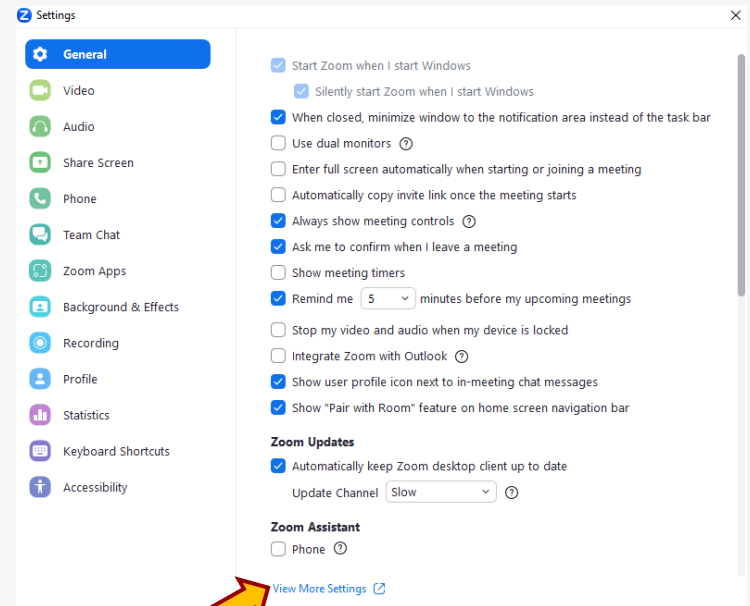 Settings
General
Video
Audio
Share Screen
Phone
Team Chat
Zoom Apps
Background & Effects
Recording
Profile
Statistics
Keyboard Shortcuts
Accessibility
Start Zoom when I start Windows
Silently start Zoom when I start Windows
When closed, minimize window to the notification area instead of the task bar
Use dual monitors ?
Enter full screen automatically when starting or joining a meeting
Automatically copy invite link once the meeting starts
Always show meeting controls ?
Ask me to confirm when I leave a meeting
Show meeting timers
Remind me 5 minutes before my upcoming meetings
Stop my video and audio when my device is locked
Integrate Zoom with Outlook ?
Show user profile icon next to in-meeting chat messages
Show "Pair with Room" feature on home screen navigation bar
Zoom Updates
Automatically keep Zoom desktop client up to date
Update Channel Slow ?
Zoom Assistant
Phone ?
View More Settings